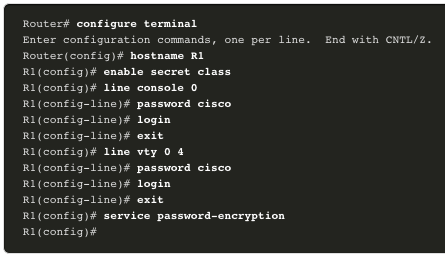 Router# configure terminal
Enter configuration commands, one per line.  End with CNTL/Z.
Router(config)# hostname R1
R1(config)# enable secret class
R1(config)# line console 0
R1(config-line)# password cisco
R1(config-line)# login
R1(config-line)# exit
R1(config)# line vty 0 4
R1(config-line)# password cisco
R1(config-line)# login
R1(config-line)# exit
R1(config)# service password-encryption
R1(config)#